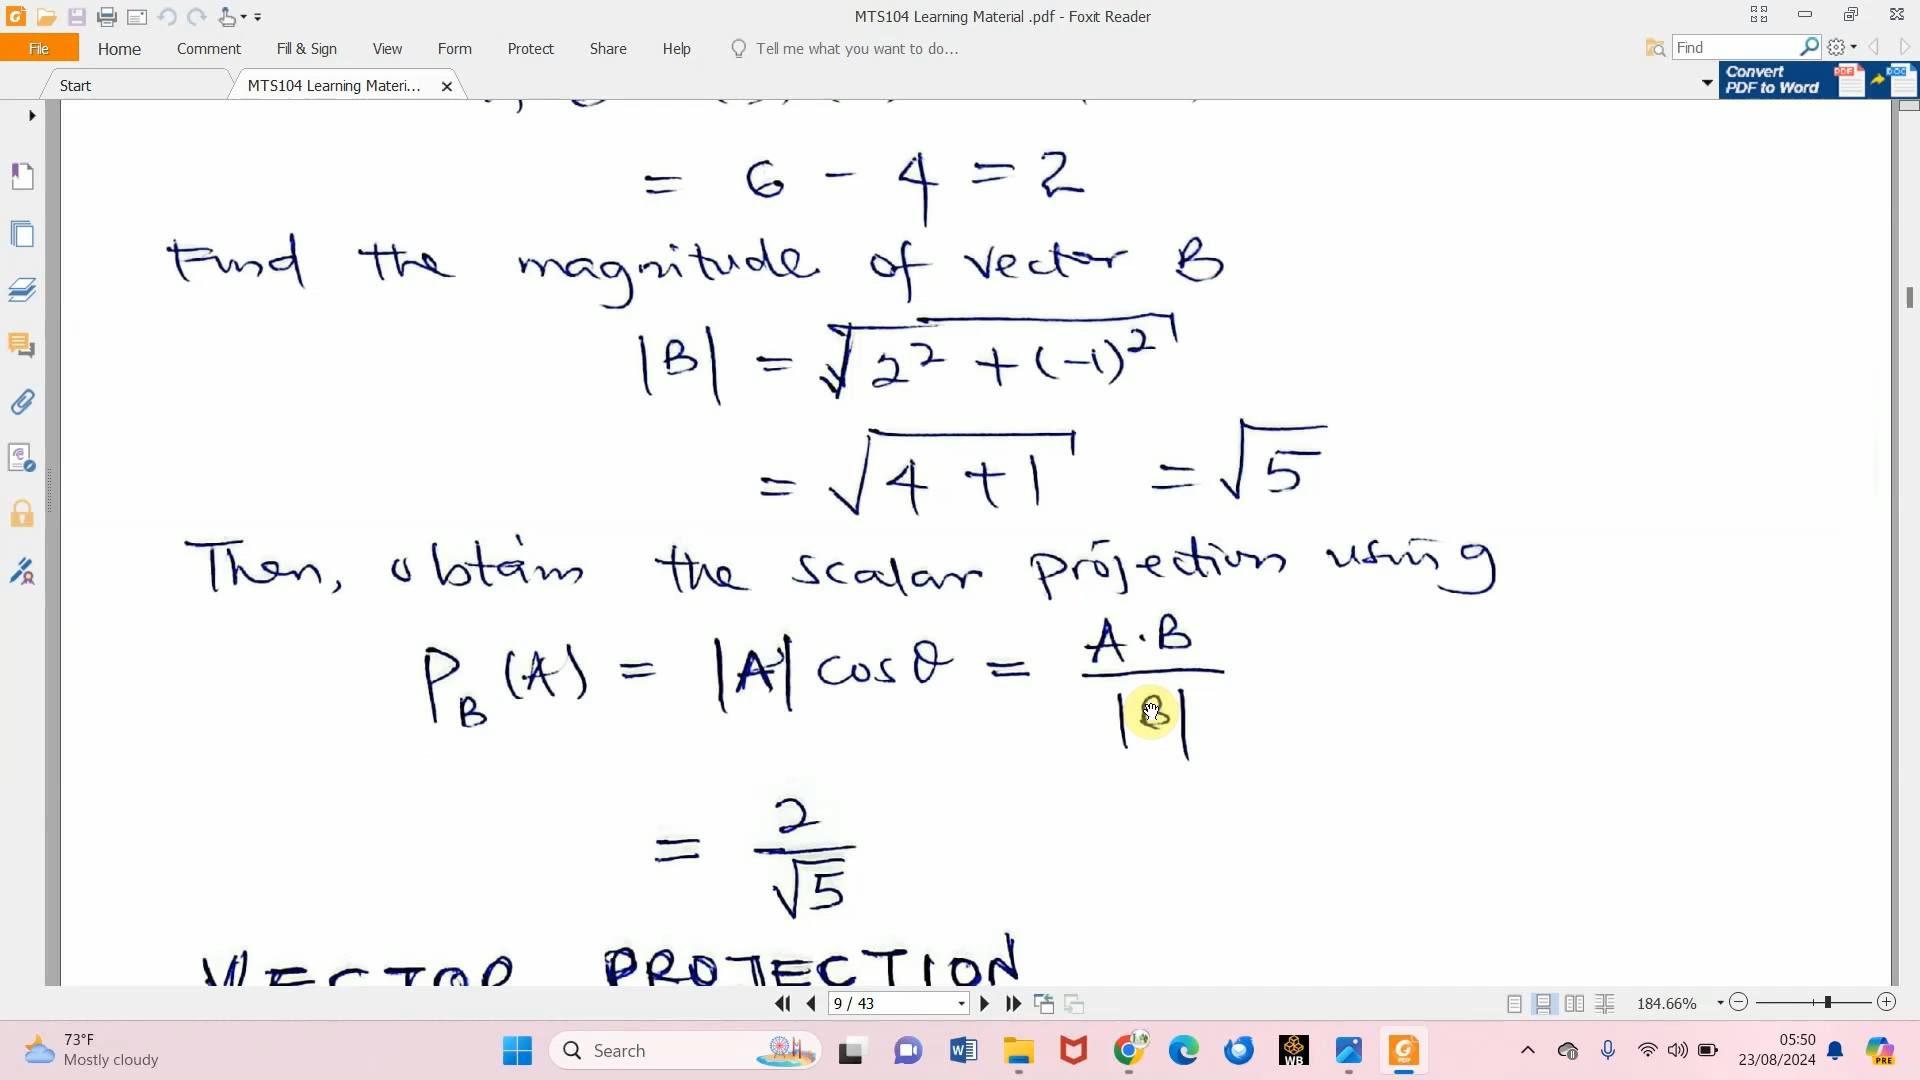 MTS104 Learning Material .pdf - Foxit Reader
File Home Comment Fill & Sign View Form Protect Share Help Tell me what you want to do... Find
Start MTS104 Learning Materi...
Convert
PDF to Word
= 6 - 4 = 2
Find the magnitude of vector B
|B| = √2² + (-1)²
= √4 + 1 = √5
Then, obtain the scalar projection using
P_B (A) = |A| cos θ = A . B / |B|
= 2 / √5
VECTOR PROJECTION
9 / 43
184.66%
73°F
Mostly cloudy
Search
WB
05:50
23/08/2024
PRE